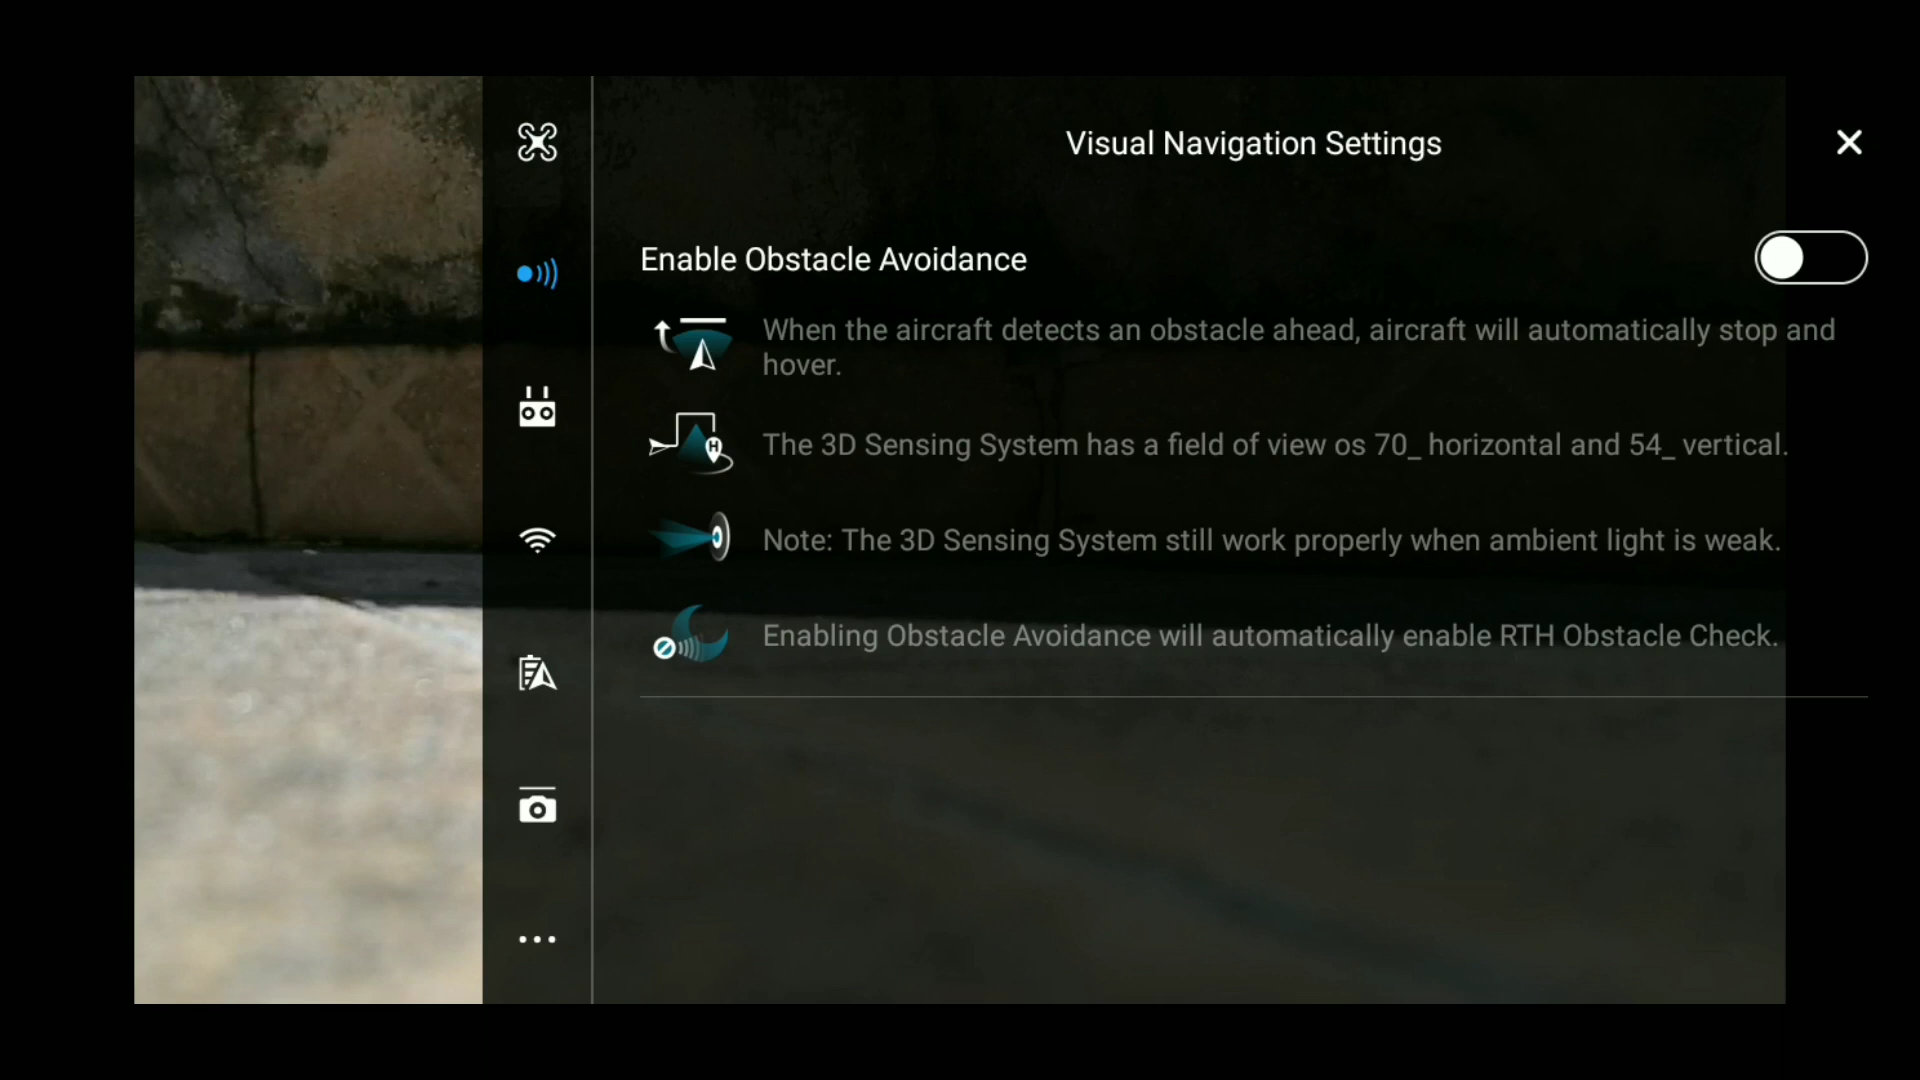 Visual Navigation Settings
Enable Obstacle Avoidance
When the aircraft detects an obstacle ahead, aircraft will automatically stop and
hover.
The 3D Sensing System has a field of view os 70_ horizontal and 54_ vertical.
Note: The 3D Sensing System still work properly when ambient light is weak.
Enabling Obstacle Avoidance will automatically enable RTH Obstacle Check.